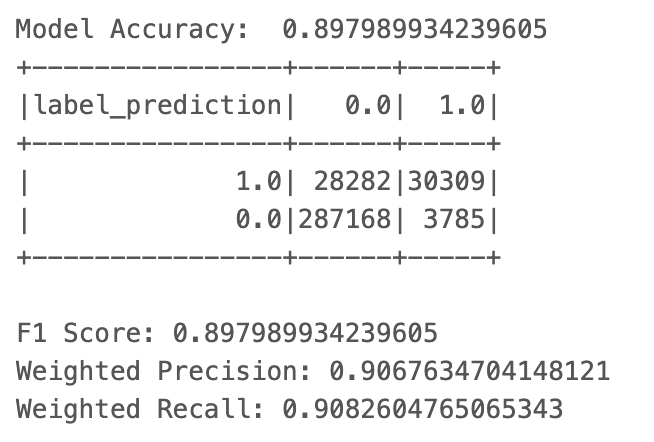 Model Accuracy:  0.897989934239605
+----------------+------+-----+
|label_prediction|   0.0|  1.0|
+----------------+------+-----+
|             1.0| 28282|30309|
|             0.0|287168| 3785|
+----------------+------+-----+
F1 Score: 0.897989934239605
Weighted Precision: 0.9067634704148121
Weighted Recall: 0.9082604765065343